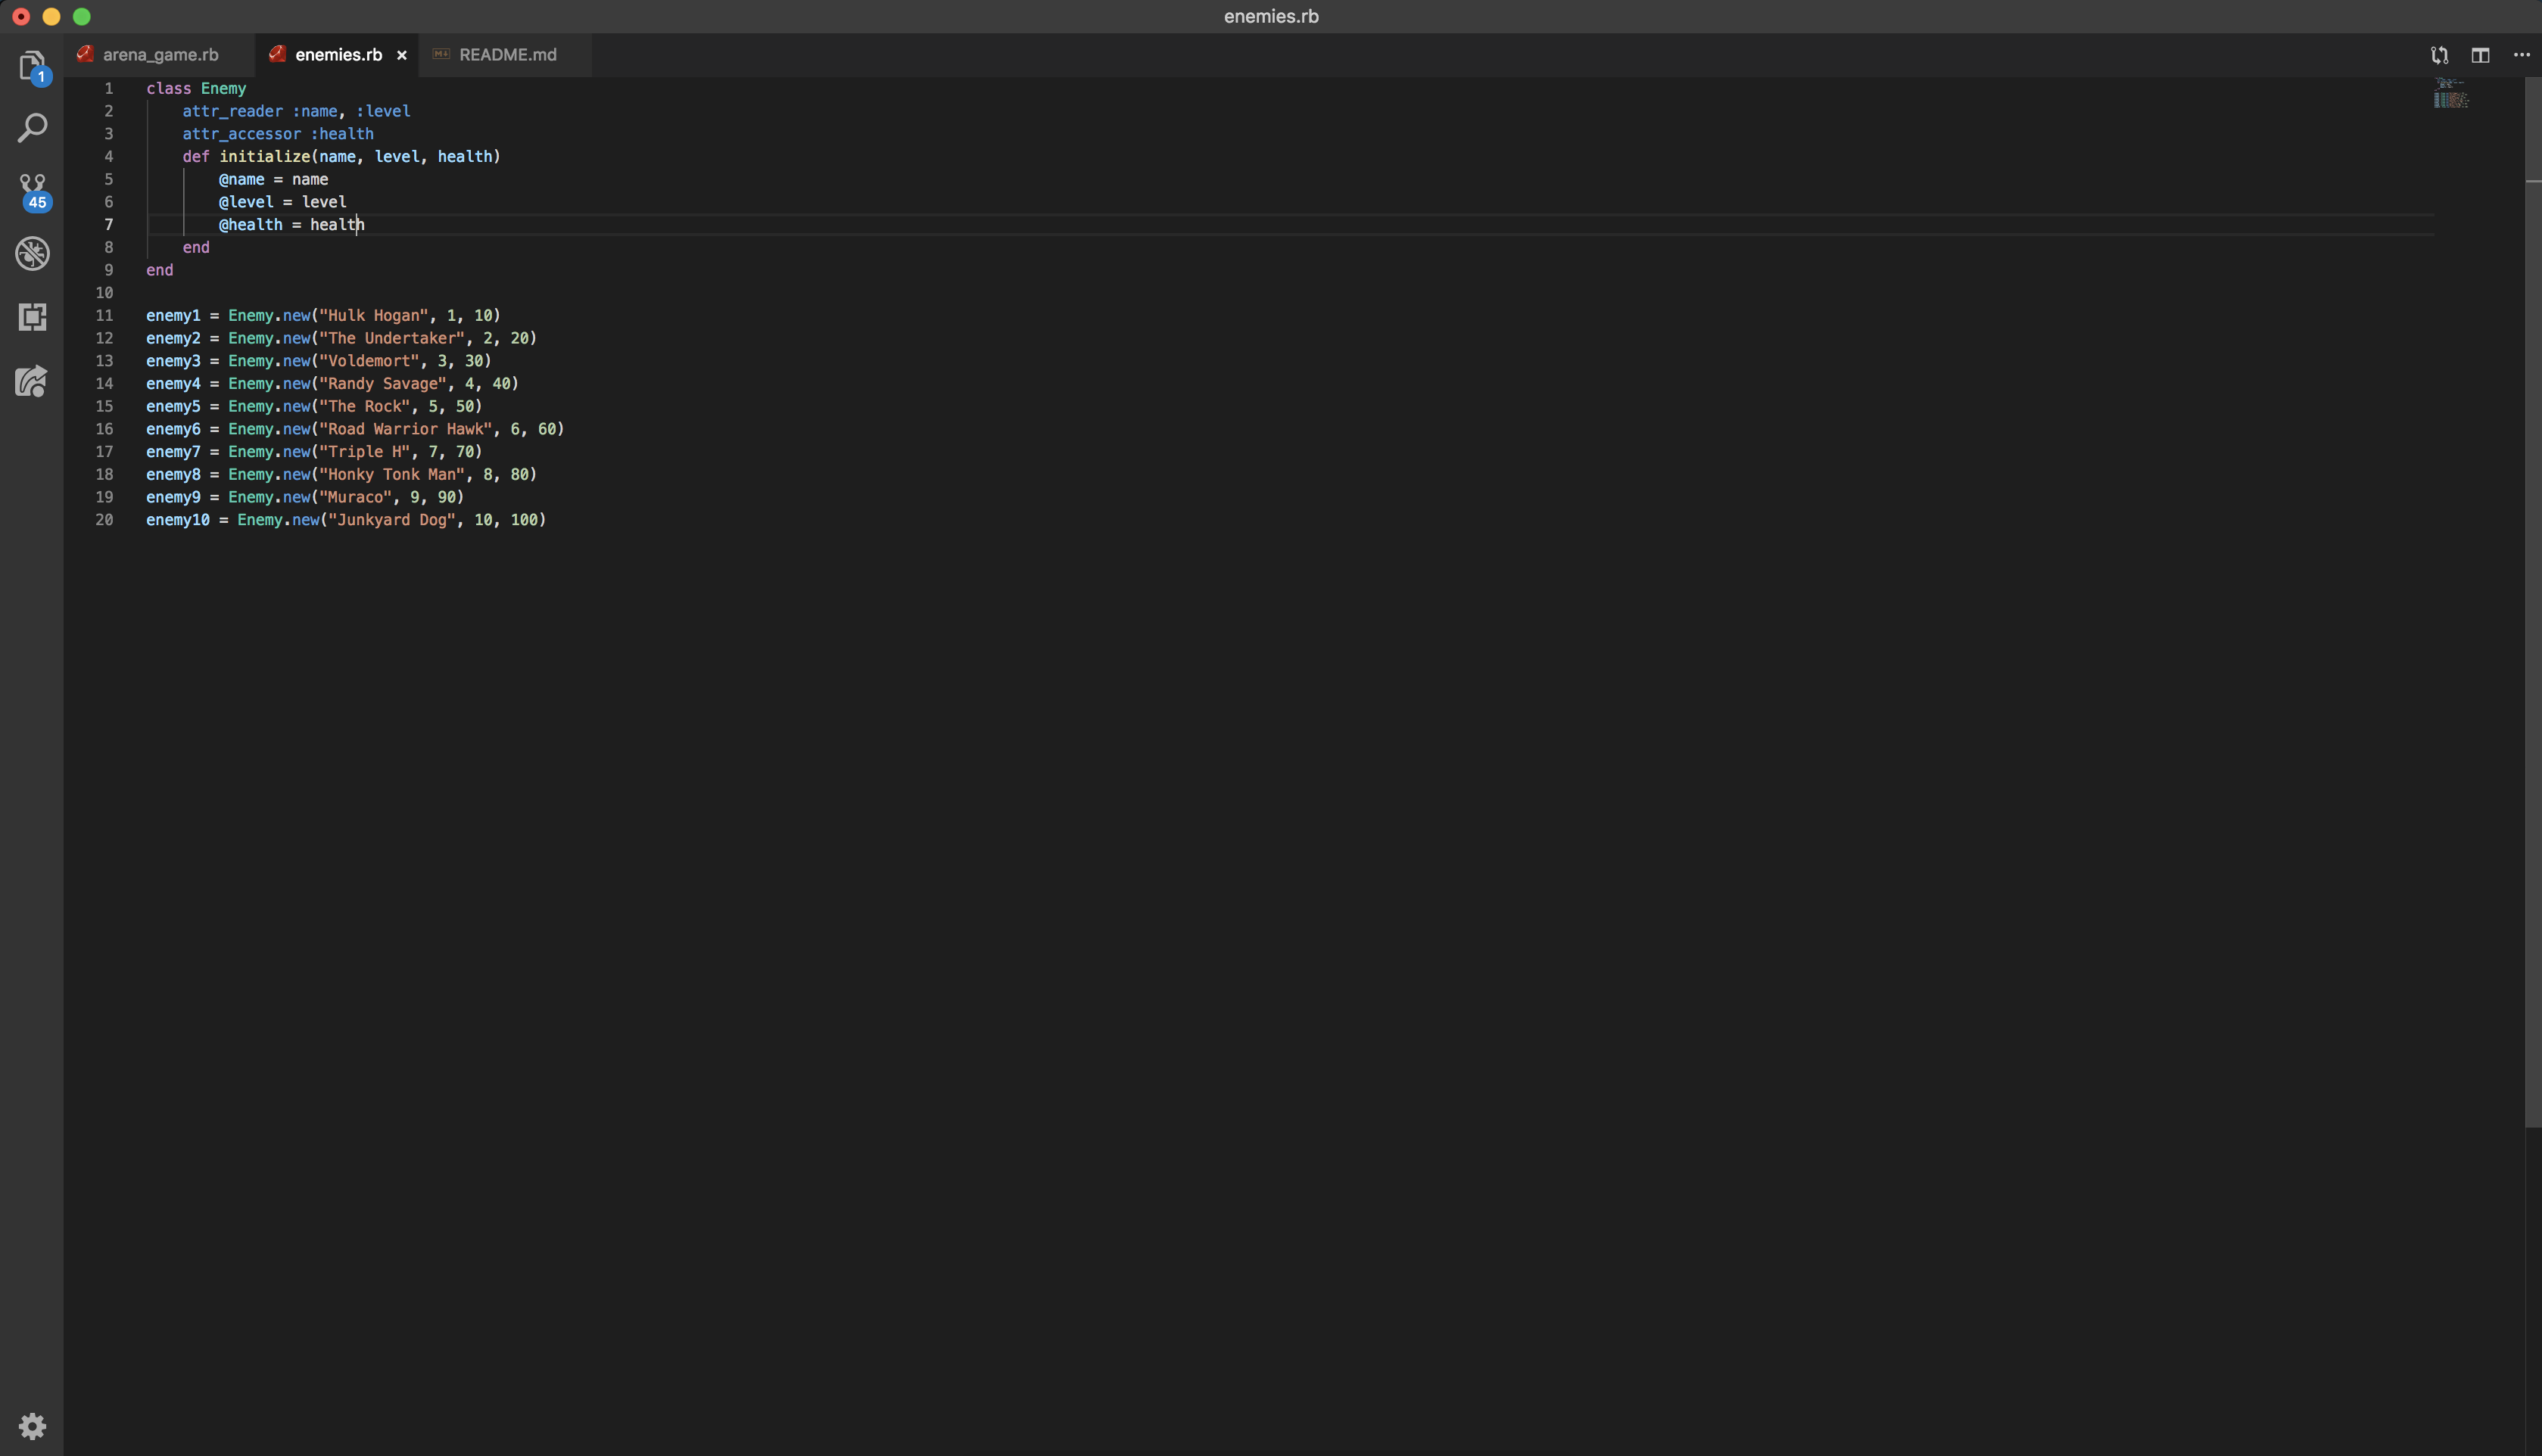 enemies.rb
arena_game.rb enemies.rb × README.md
1
45
1 class Enemy
2 attr_reader :name, :level
3 attr_accessor :health
4 def initialize(name, level, health)
5 @name = name
6 @level = level
7 @health = health
8 end
9 end
10
11 enemy1 = Enemy.new("Hulk Hogan", 1, 10)
12 enemy2 = Enemy.new("The Undertaker", 2, 20)
13 enemy3 = Enemy.new("Voldemort", 3, 30)
14 enemy4 = Enemy.new("Randy Savage", 4, 40)
15 enemy5 = Enemy.new("The Rock", 5, 50)
16 enemy6 = Enemy.new("Road Warrior Hawk", 6, 60)
17 enemy7 = Enemy.new("Triple H", 7, 70)
18 enemy8 = Enemy.new("Honky Tonk Man", 8, 80)
19 enemy9 = Enemy.new("Muraco", 9, 90)
20 enemy10 = Enemy.new("Junkyard Dog", 10, 100)